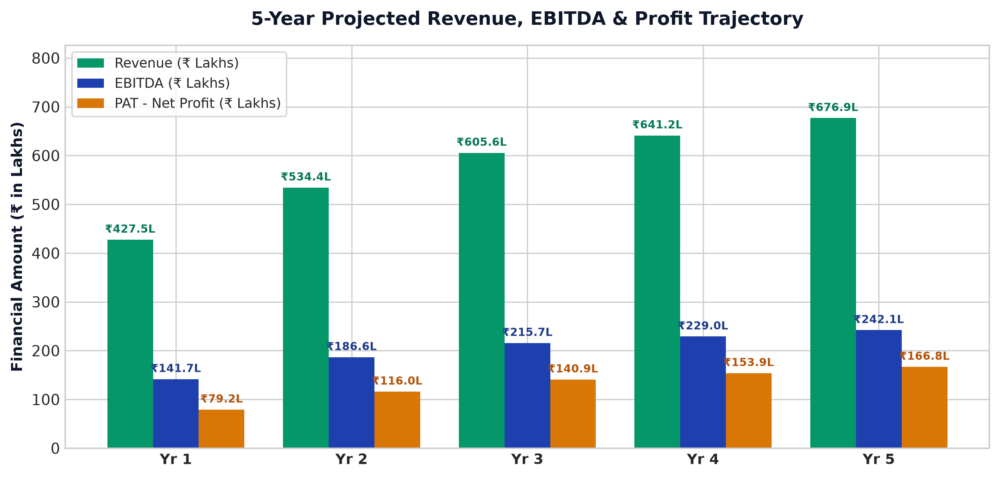 5-Year Projected Revenue, EBITDA & Profit Trajectory
Financial Amount (₹ in Lakhs)
800
700
600
500
400
300
200
100
0
Revenue (₹ Lakhs)
EBITDA (₹ Lakhs)
PAT - Net Profit (₹ Lakhs)
₹427.5L
₹141.7L
₹79.2L
₹534.4L
₹186.6L
₹116.0L
₹605.6L
₹215.7L
₹140.9L
₹641.2L
₹229.0L
₹153.9L
₹676.9L
₹242.1L
₹166.8L
Yr 1
Yr 2
Yr 3
Yr 4
Yr 5